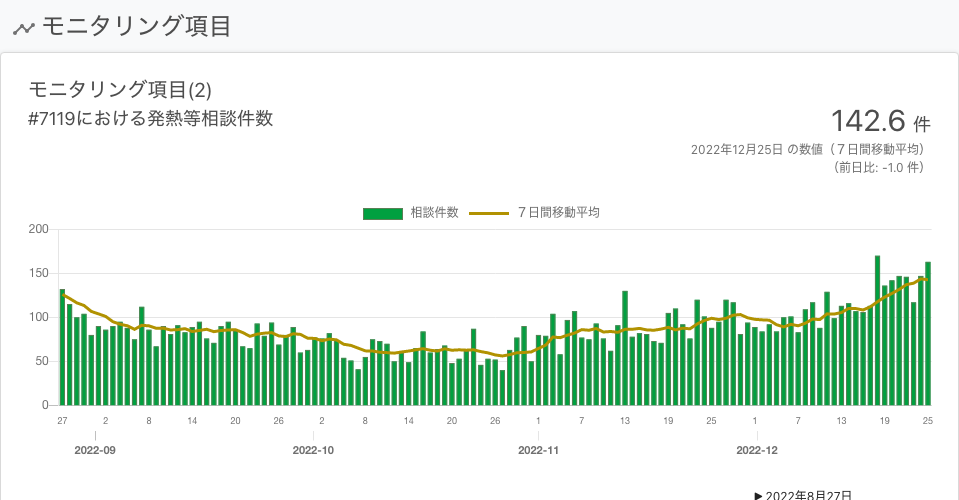 モニタリング項目
モニタリング項目(2)
#7119における発熱等相談件数
142.6 件
2022年12月25日 の数値（７日間移動平均）
（前日比: -1.0 件）
相談件数 ７日間移動平均
200
150
100
50
0
27 2 8 14 20 26 2 8 14 20 26 1 7 13 19 25 1 7 13 19 25
2022-09 2022-10 2022-11 2022-12
▶ 2022年8月27日